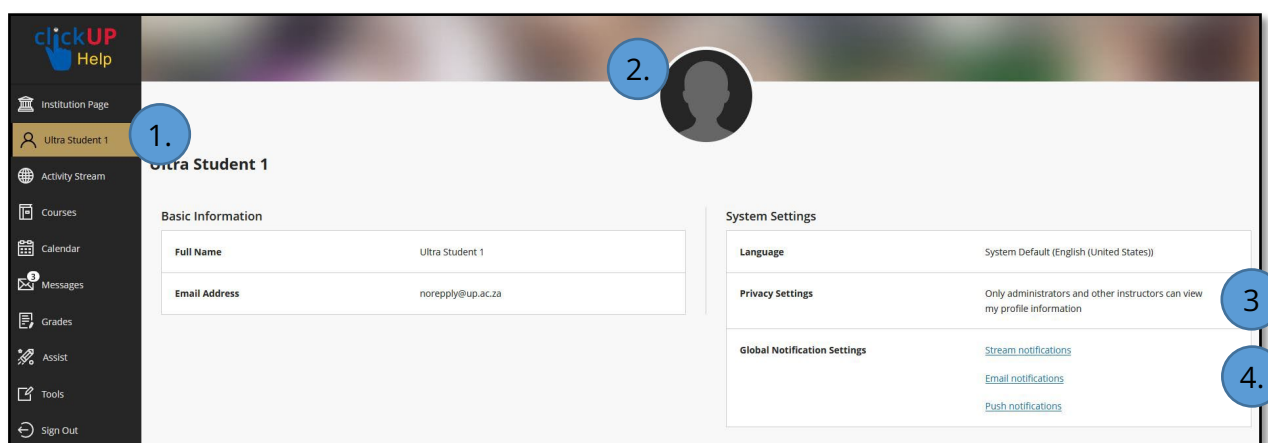 clickUP
Help
Institution Page
Ultra Student 1
Activity Stream
Courses
Calendar
3
Messages
Grades
Assist
Tools
Sign Out
1.
2.
Ultra Student 1
Basic Information
Full Name Ultra Student 1
Email Address norepply@up.ac.za
System Settings
Language System Default (English (United States))
Privacy Settings Only administrators and other instructors can view
my profile information
3
Global Notification Settings Stream notifications
Email notifications
Push notifications
4.